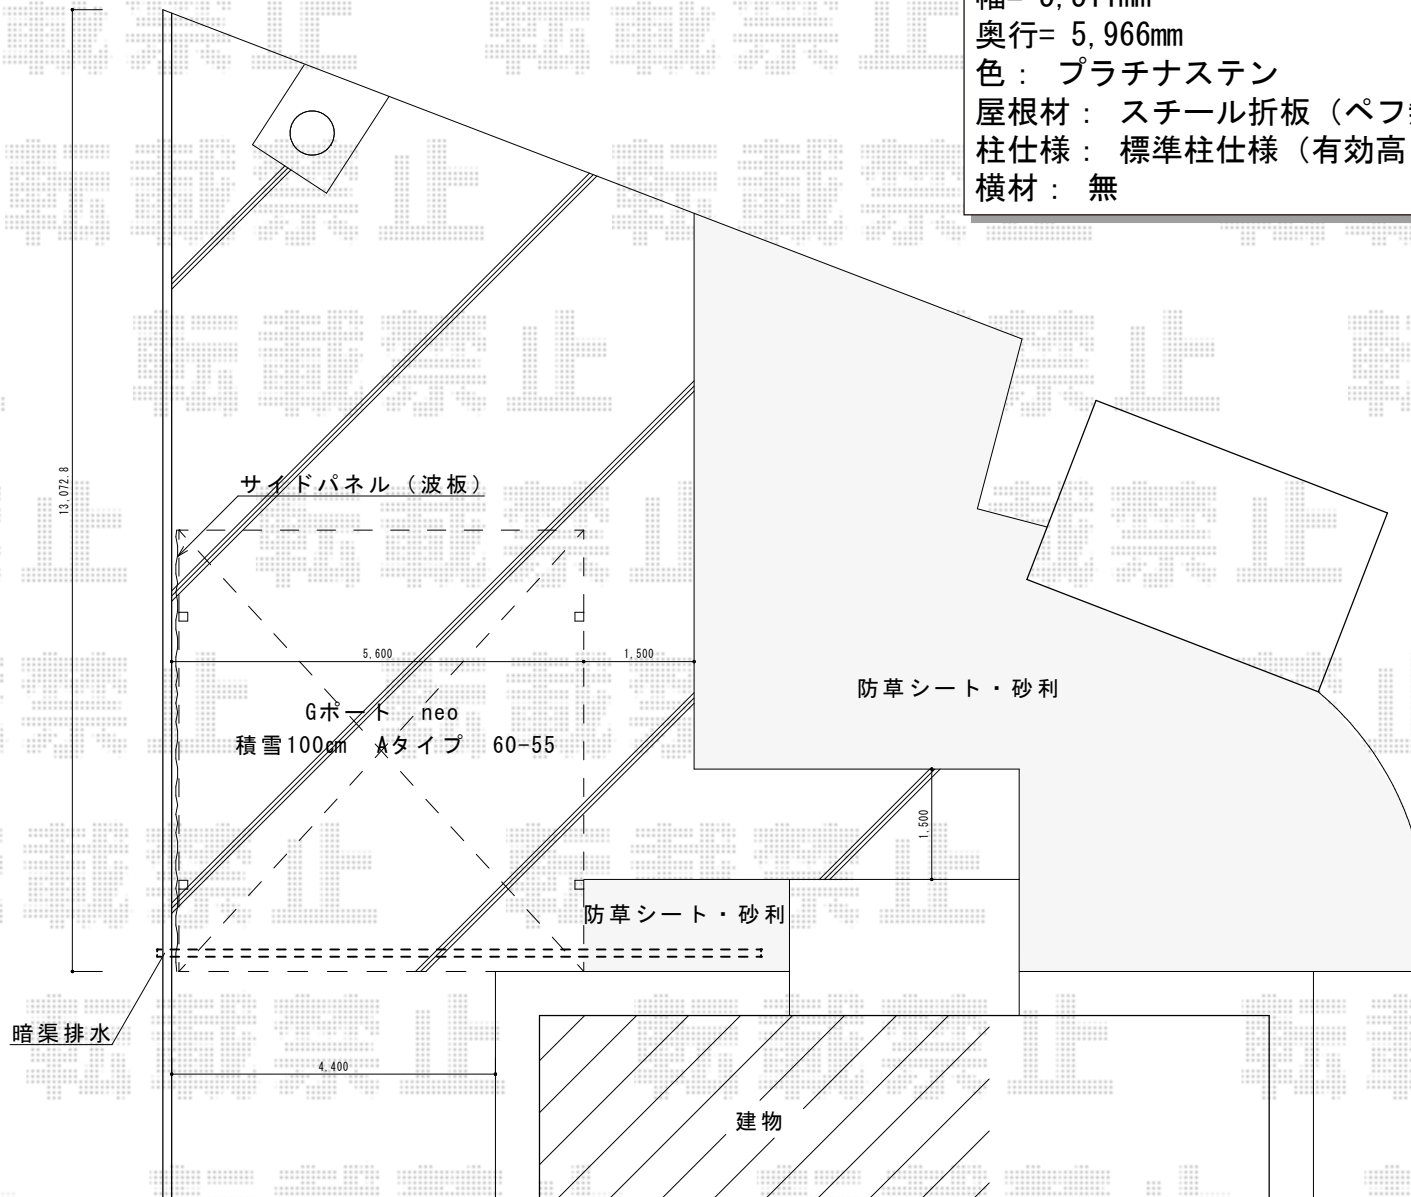 奥行= 5,966mm
色： プラチナステン
屋根材： スチール折板（ペフ
柱仕様： 標準柱仕様（有効高
横材： 無
13,072.8
サイドパネル（波板）
5,600
1,500
防草シート・砂利
Gポート neo
積雪100cm Aタイプ 60-55
1,500
防草シート・砂利
暗渠排水
4,400
建物
転載禁止